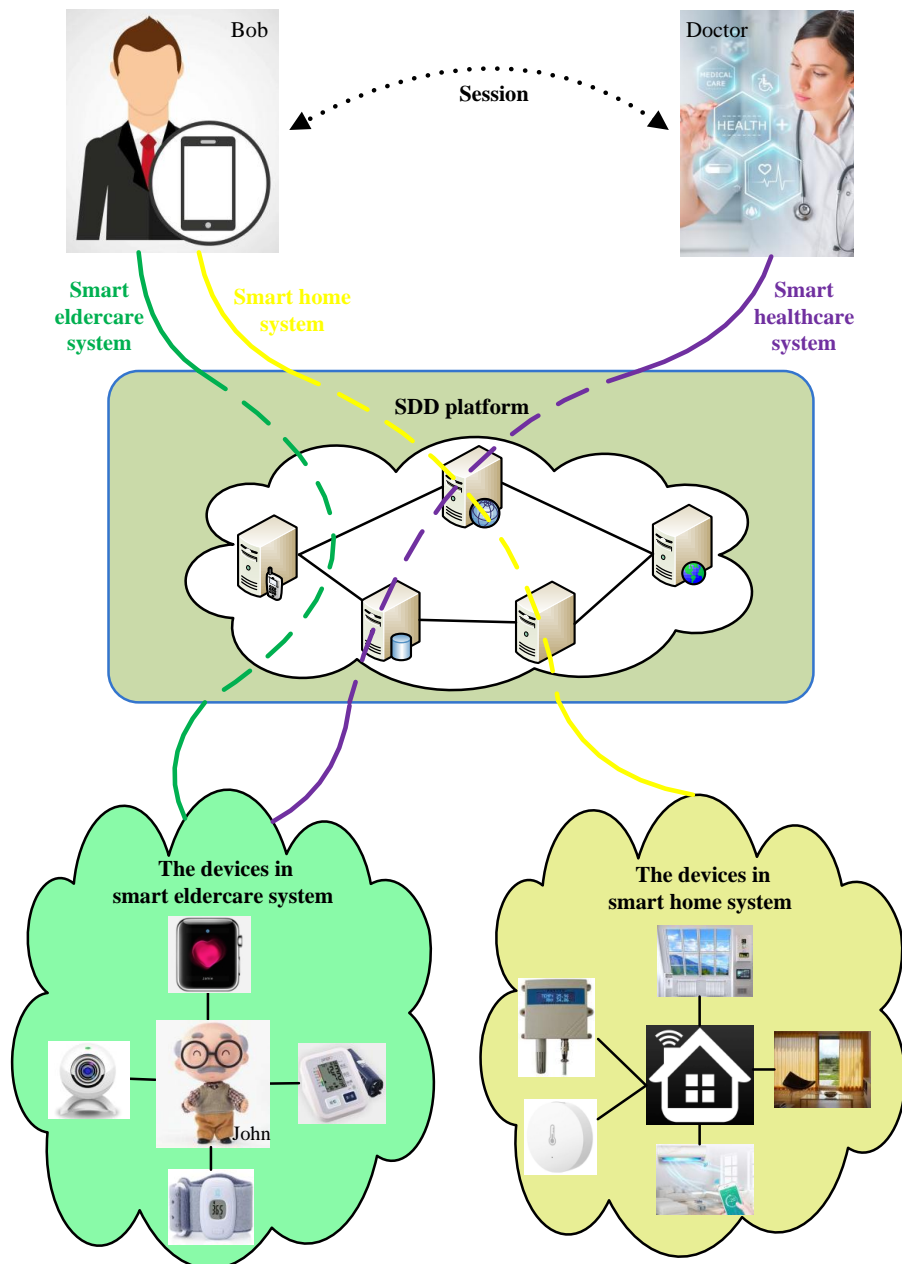 Bob
Doctor
MEDICAL
CARE
HEALTH
Session
Smart
eldercare
system
Smart home
system
Smart
healthcare
system
SDD platform
The devices in
smart eldercare system
John
365
The devices in
smart home system